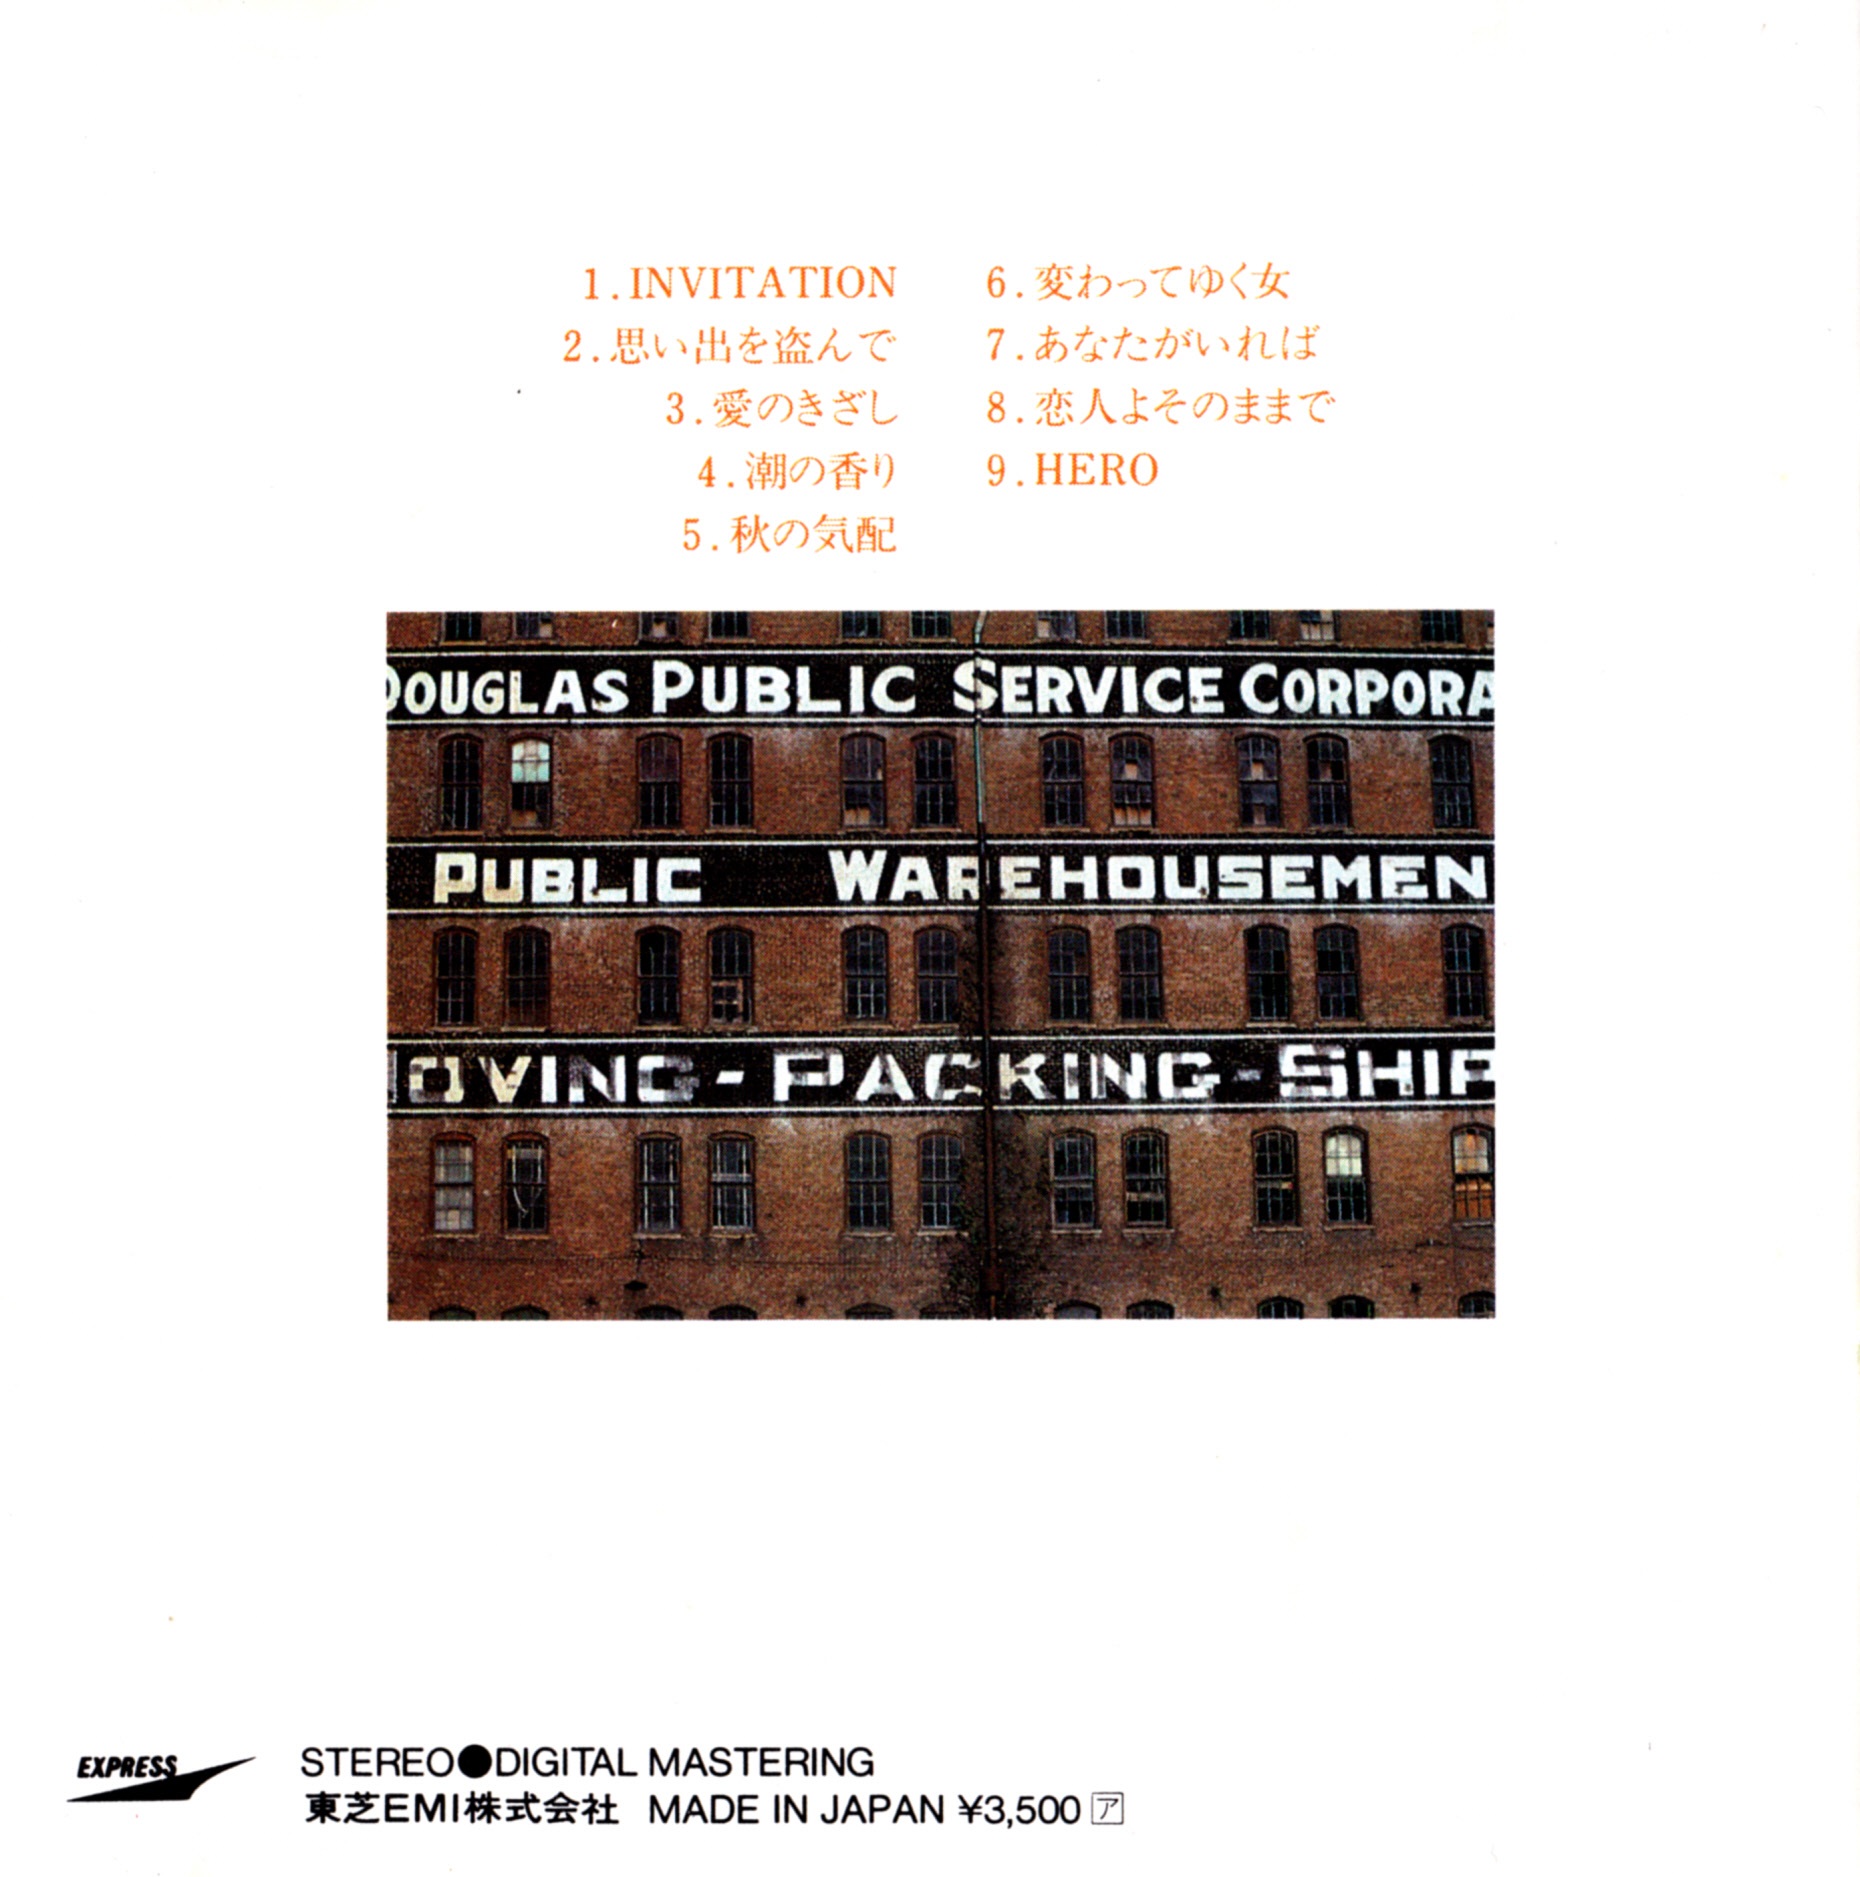 1.INVITATION
2.思い出を盗んで
3.愛のきざし
4.潮の香り
5.秋の気配
6.変わってゆく女
7.あなたがいれば
8.恋人よそのままで
9.HERO
DOUGLAS PUBLIC SERVICE CORPORA
PUBLIC WAREHOUSEMEN
OVING-PACKING-SHIP
EXPRESS
STEREO●DIGITAL MASTERING
東芝EMI株式会社 MADE IN JAPAN ¥3,500 ア